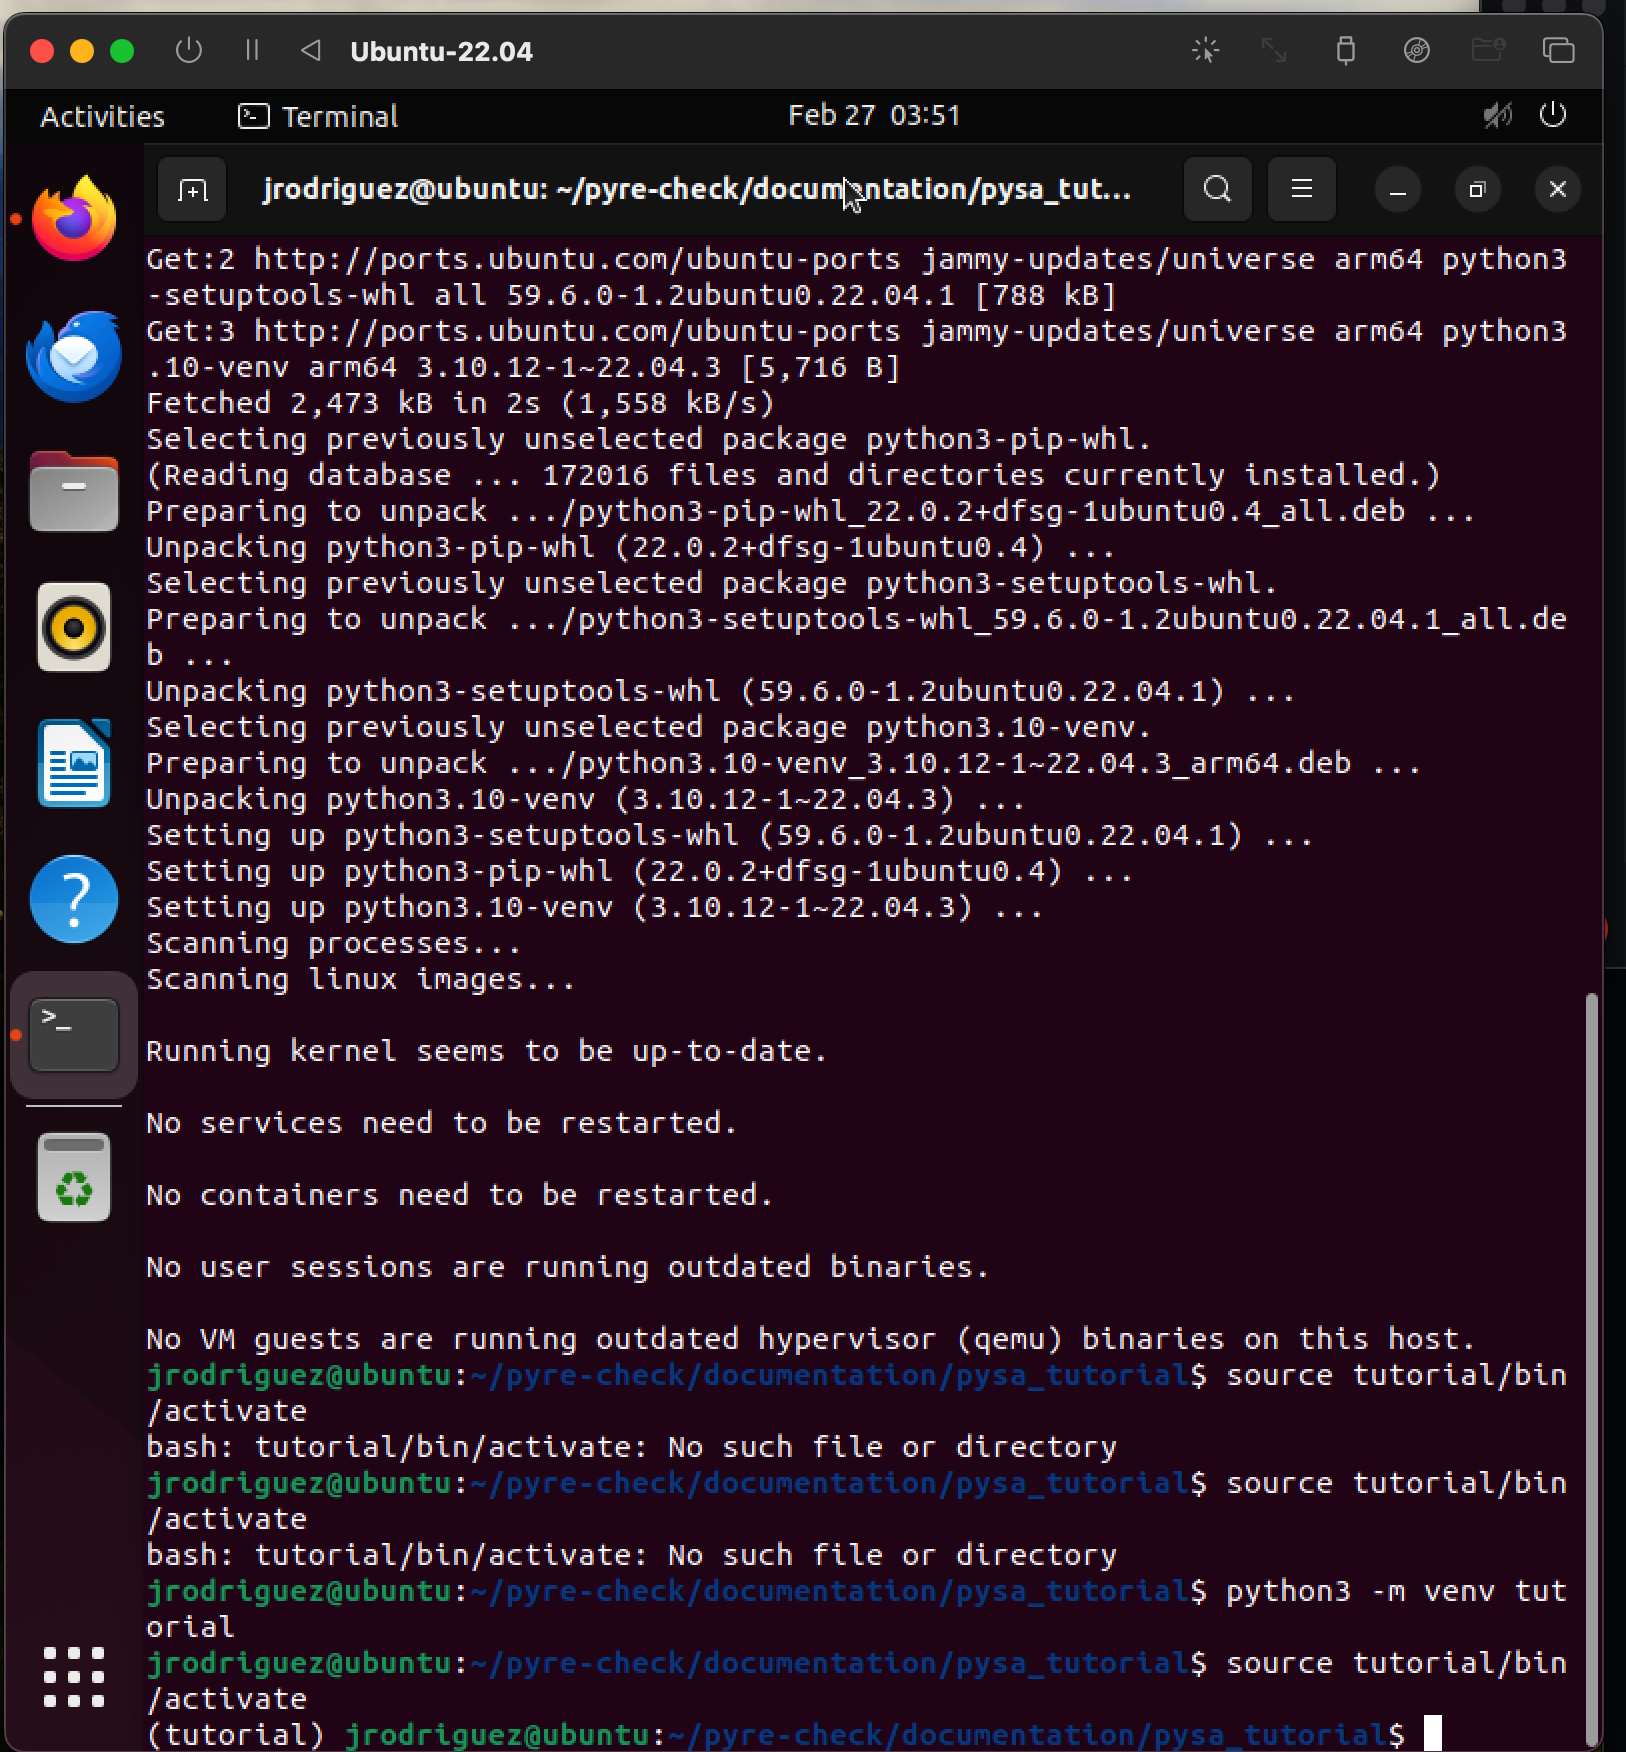 Ubuntu-22.04
Activities
Terminal
Feb 27 03:51
jrodriguez@ubuntu: ~/pyre-check/documentation/pysa_tut...
Get:2 http://ports.ubuntu.com/ubuntu-ports jammy-updates/universe arm64 python3
-setuptools-whl all 59.6.0-1.2ubuntu0.22.04.1 [788 kB]
Get:3 http://ports.ubuntu.com/ubuntu-ports jammy-updates/universe arm64 python3
.10-venv arm64 3.10.12-1~22.04.3 [5,716 B]
Fetched 2,473 kB in 2s (1,558 kB/s)
Selecting previously unselected package python3-pip-whl.
(Reading database ... 172016 files and directories currently installed.)
Preparing to unpack .../python3-pip-whl_22.0.2+dfsg-1ubuntu0.4_all.deb ...
Unpacking python3-pip-whl (22.0.2+dfsg-1ubuntu0.4) ...
Selecting previously unselected package python3-setuptools-whl.
Preparing to unpack .../python3-setuptools-whl_59.6.0-1.2ubuntu0.22.04.1_all.de
b ...
Unpacking python3-setuptools-whl (59.6.0-1.2ubuntu0.22.04.1) ...
Selecting previously unselected package python3.10-venv.
Preparing to unpack .../python3.10-venv_3.10.12-1~22.04.3_arm64.deb ...
Unpacking python3.10-venv (3.10.12-1~22.04.3) ...
Setting up python3-setuptools-whl (59.6.0-1.2ubuntu0.22.04.1) ...
Setting up python3-pip-whl (22.0.2+dfsg-1ubuntu0.4) ...
Setting up python3.10-venv (3.10.12-1~22.04.3) ...
Scanning processes...
Scanning linux images...
Running kernel seems to be up-to-date.
No services need to be restarted.
No containers need to be restarted.
No user sessions are running outdated binaries.
No VM guests are running outdated hypervisor (qemu) binaries on this host.
jrodriguez@ubuntu:~/pyre-check/documentation/pysa_tutorial$ source tutorial/bin
/activate
bash: tutorial/bin/activate: No such file or directory
jrodriguez@ubuntu:~/pyre-check/documentation/pysa_tutorial$ source tutorial/bin
/activate
bash: tutorial/bin/activate: No such file or directory
jrodriguez@ubuntu:~/pyre-check/documentation/pysa_tutorial$ python3 -m venv tut
orial
jrodriguez@ubuntu:~/pyre-check/documentation/pysa_tutorial$ source tutorial/bin
/activate
(tutorial) jrodriguez@ubuntu:~/pyre-check/documentation/pysa_tutorial$